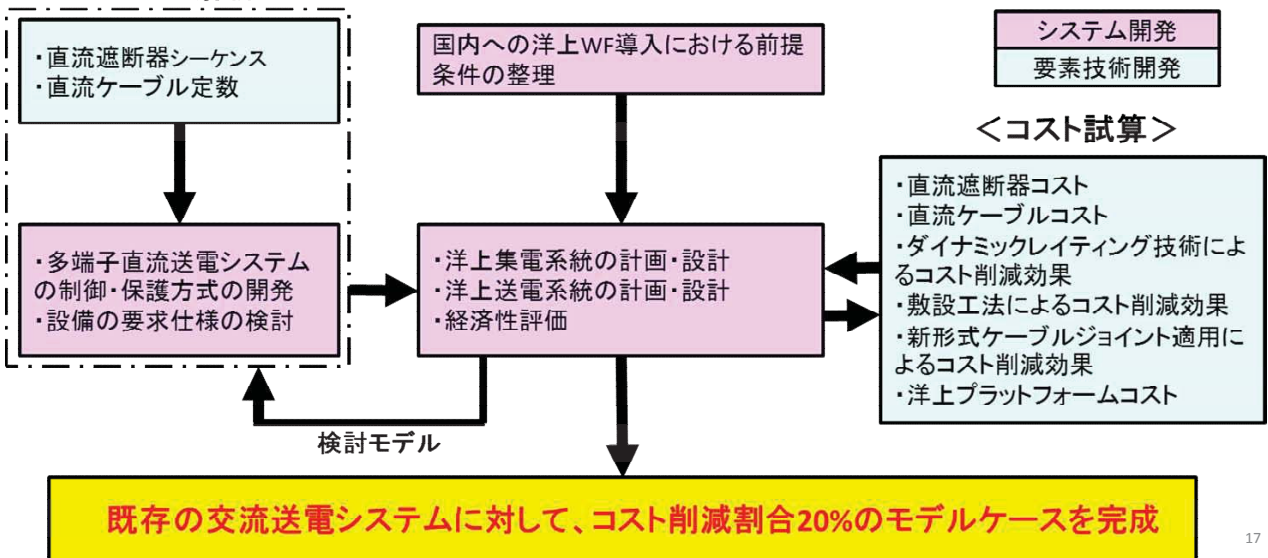 ・直流遮断器シーケンス
・直流ケーブル定数
国内への洋上WF導入における前提
条件の整理
システム開発
要素技術開発
＜コスト試算＞
・多端子直流送電システム
の制御・保護方式の開発
・設備の要求仕様の検討
・洋上集電系統の計画・設計
・洋上送電系統の計画・設計
・経済性評価
・直流遮断器コスト
・直流ケーブルコスト
・ダイナミックレイティング技術によ
るコスト削減効果
・敷設工法によるコスト削減効果
・新形式ケーブルジョイント適用に
よるコスト削減効果
・洋上プラットフォームコスト
検討モデル
既存の交流送電システムに対して、コスト削減割合20%のモデルケースを完成
17